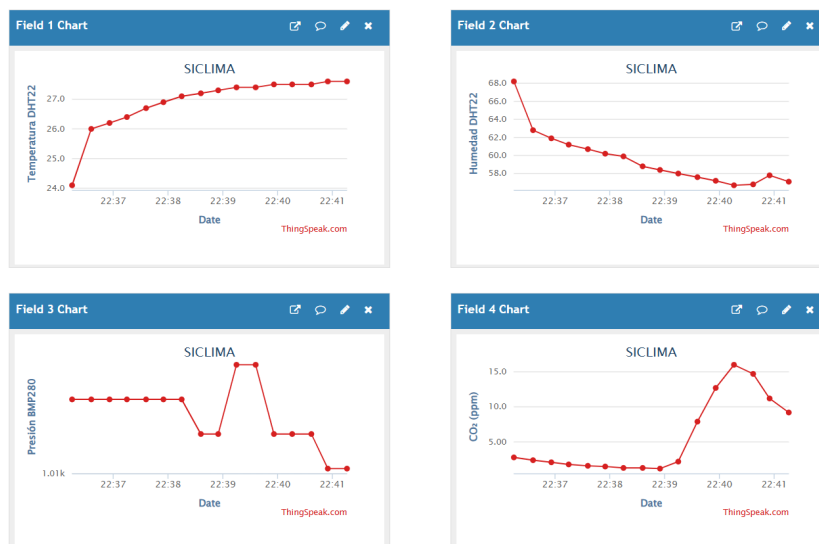 Field 1 Chart
SICLIMA
Temperatura DHT22
27.0
26.0
25.0
24.0
22:37 22:38 22:39 22:40 22:41
Date
ThingSpeak.com
Field 2 Chart
SICLIMA
Humedad DHT22
68.0
66.0
64.0
62.0
60.0
58.0
22:37 22:38 22:39 22:40 22:41
Date
ThingSpeak.com
Field 3 Chart
SICLIMA
Presión BMP280
1.01k
22:37 22:38 22:39 22:40 22:41
Date
ThingSpeak.com
Field 4 Chart
SICLIMA
CO₂ (ppm)
15.0
10.0
5.00
22:37 22:38 22:39 22:40 22:41
Date
ThingSpeak.com